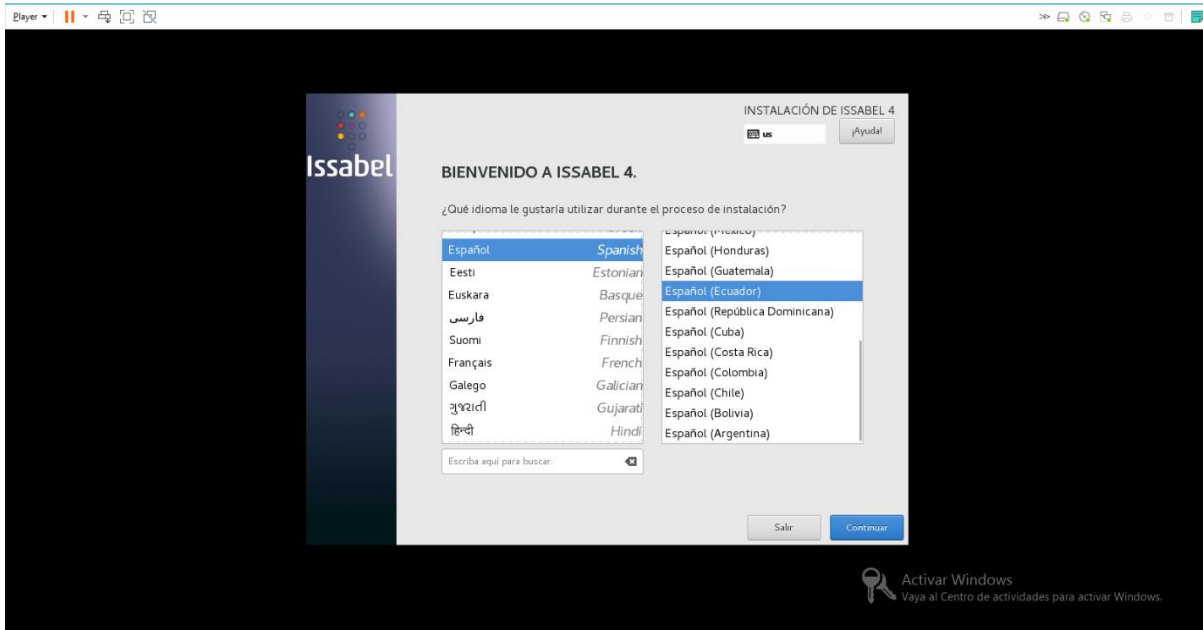 Player
INSTALACIÓN DE ISSABEL 4
us
¡Ayuda!
Issabel
BIENVENIDO A ISSABEL 4.
¿Qué idioma le gustaría utilizar durante el proceso de instalación?
Español (México)
Español Spanish
Español (Honduras)
Eesti Estonian
Español (Guatemala)
Euskara Basque
Español (Ecuador)
فارسی Persian
Español (República Dominicana)
Suomi Finnish
Español (Cuba)
Français French
Español (Costa Rica)
Galego Galician
Español (Colombia)
ગુજરાતી Gujarati
Español (Chile)
हिन्दी Hindi
Español (Bolivia)
Español (Argentina)
Escriba aquí para buscar.
Salir
Continuar
Activar Windows
Vaya al Centro de actividades para activar Windows.